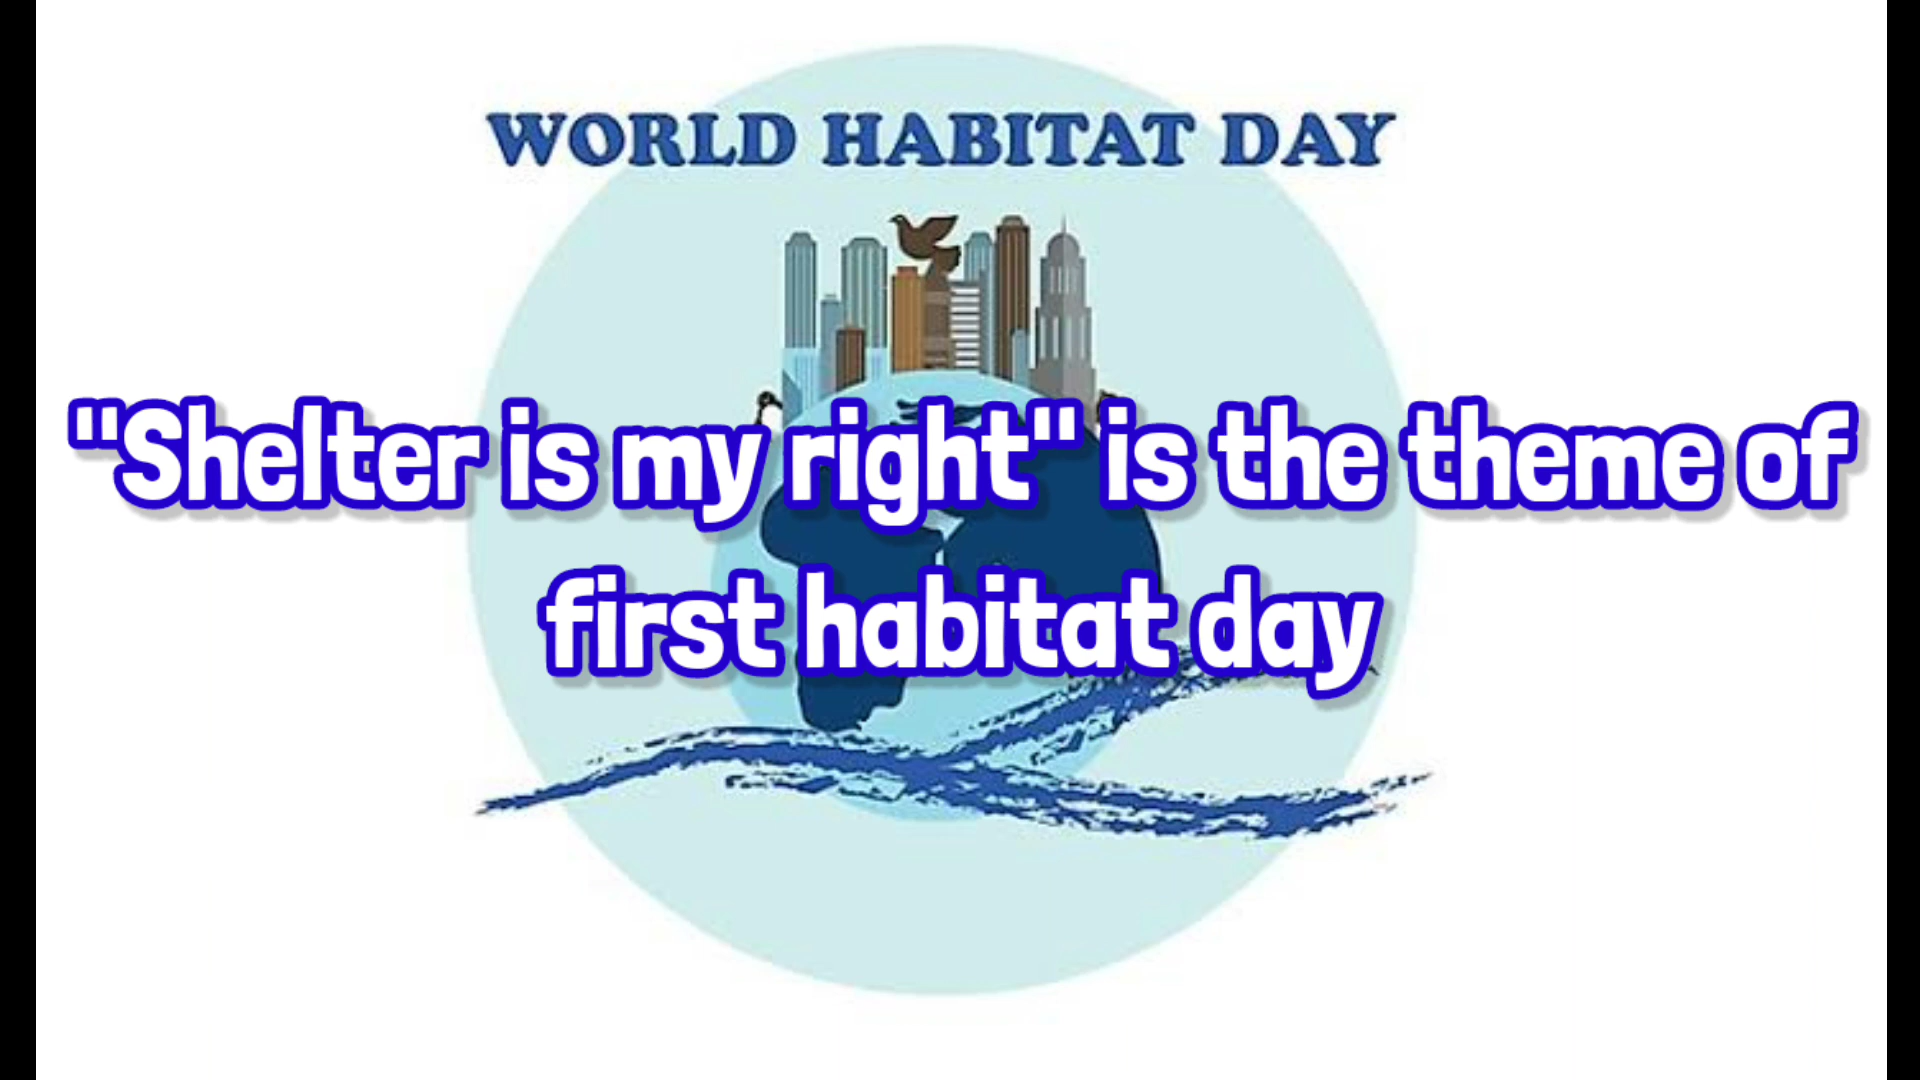 WORLD HABITAT DAY
"Shelter is my right" is the theme of
first habitat day